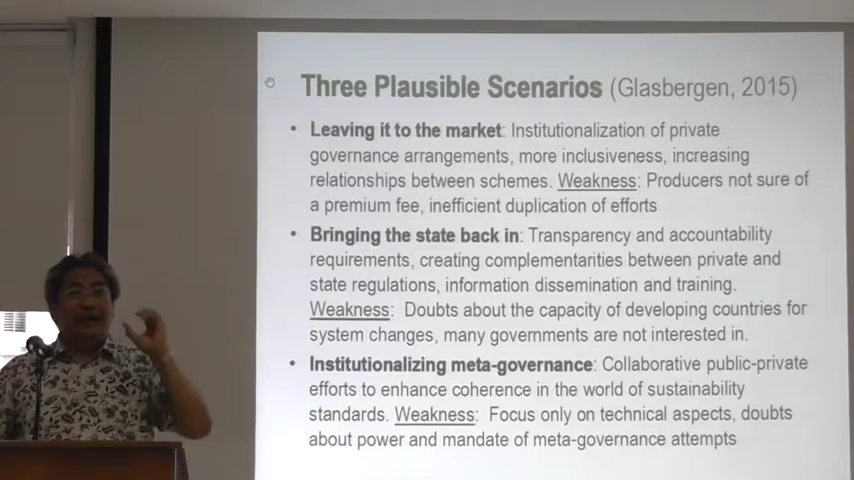 Three Plausible Scenarios (Glasbergen, 2015)
• Leaving it to the market: Institutionalization of private
governance arrangements, more inclusiveness, increasing
relationships between schemes. Weakness: Producers not sure of
a premium fee, inefficient duplication of efforts
• Bringing the state back in: Transparency and accountability
requirements, creating complementarities between private and
state regulations, information dissemination and training.
Weakness: Doubts about the capacity of developing countries for
system changes, many governments are not interested in.
• Institutionalizing meta-governance: Collaborative public-private
efforts to enhance coherence in the world of sustainability
standards. Weakness: Focus only on technical aspects, doubts
about power and mandate of meta-governance attempts